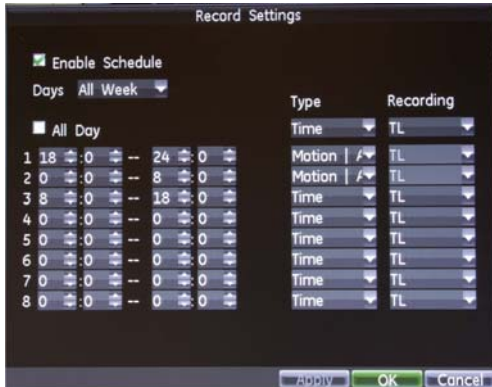 Record Settings
Enable Schedule
Days All Week
Type Recording
All Day Time TL
1 18 :0 -- 24 :0 Motion | A TL
2 0 :0 -- 8 :0 Motion | A TL
3 8 :0 -- 18 :0 Time TL
4 0 :0 -- 0 :0 Time TL
5 0 :0 -- 0 :0 Time TL
6 0 :0 -- 0 :0 Time TL
7 0 :0 -- 0 :0 Time TL
8 0 :0 -- 0 :0 Time TL
Apply OK Cancel